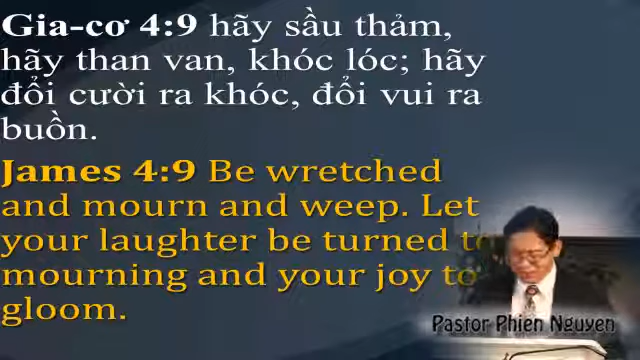 Gia-cơ 4:9 hãy sầu thảm,
hãy than van, khóc lóc; hãy
đổi cười ra khóc, đổi vui ra
buồn.
James 4:9 Be wretched
and mourn and weep. Let
your laughter be turned to
mourning and your joy to
gloom.
Pastor Phien Nguyen